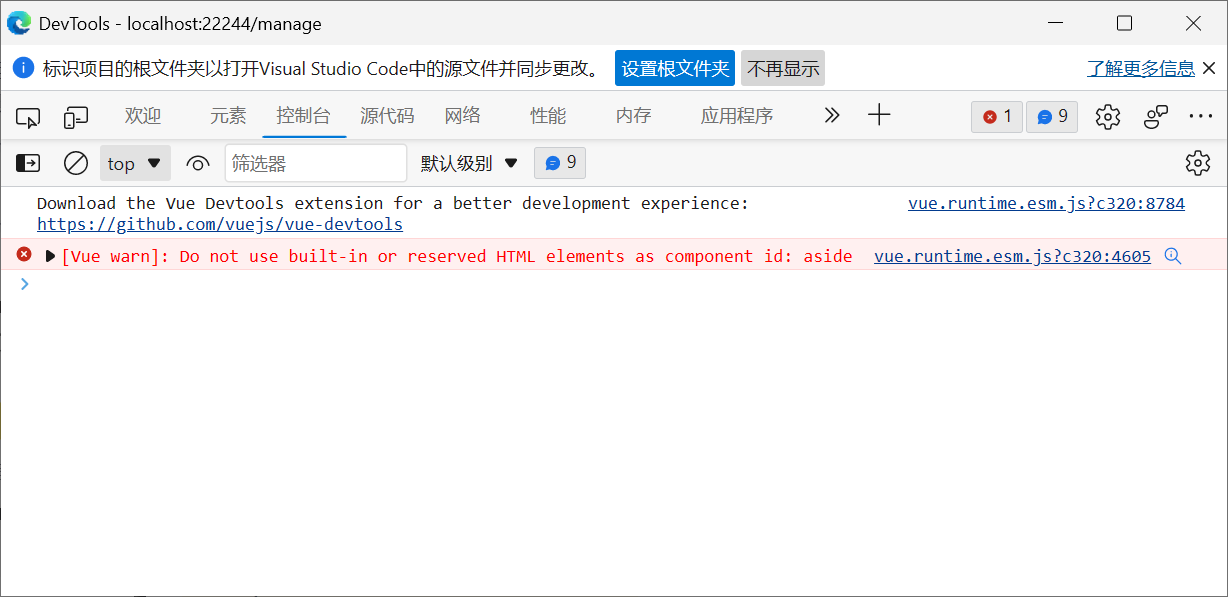 DevTools - localhost:22244/manage
标识项目的根文件夹以打开Visual Studio Code中的源文件并同步更改。 设置根文件夹 不再显示 了解更多信息
欢迎 元素 控制台 源代码 网络 性能 内存 应用程序 1 9
top 筛选器 默认级别 9
Download the Vue Devtools extension for a better development experience: vue.runtime.esm.js?c320:8784
https://github.com/vuejs/vue-devtools
[Vue warn]: Do not use built-in or reserved HTML elements as component id: aside vue.runtime.esm.js?c320:4605